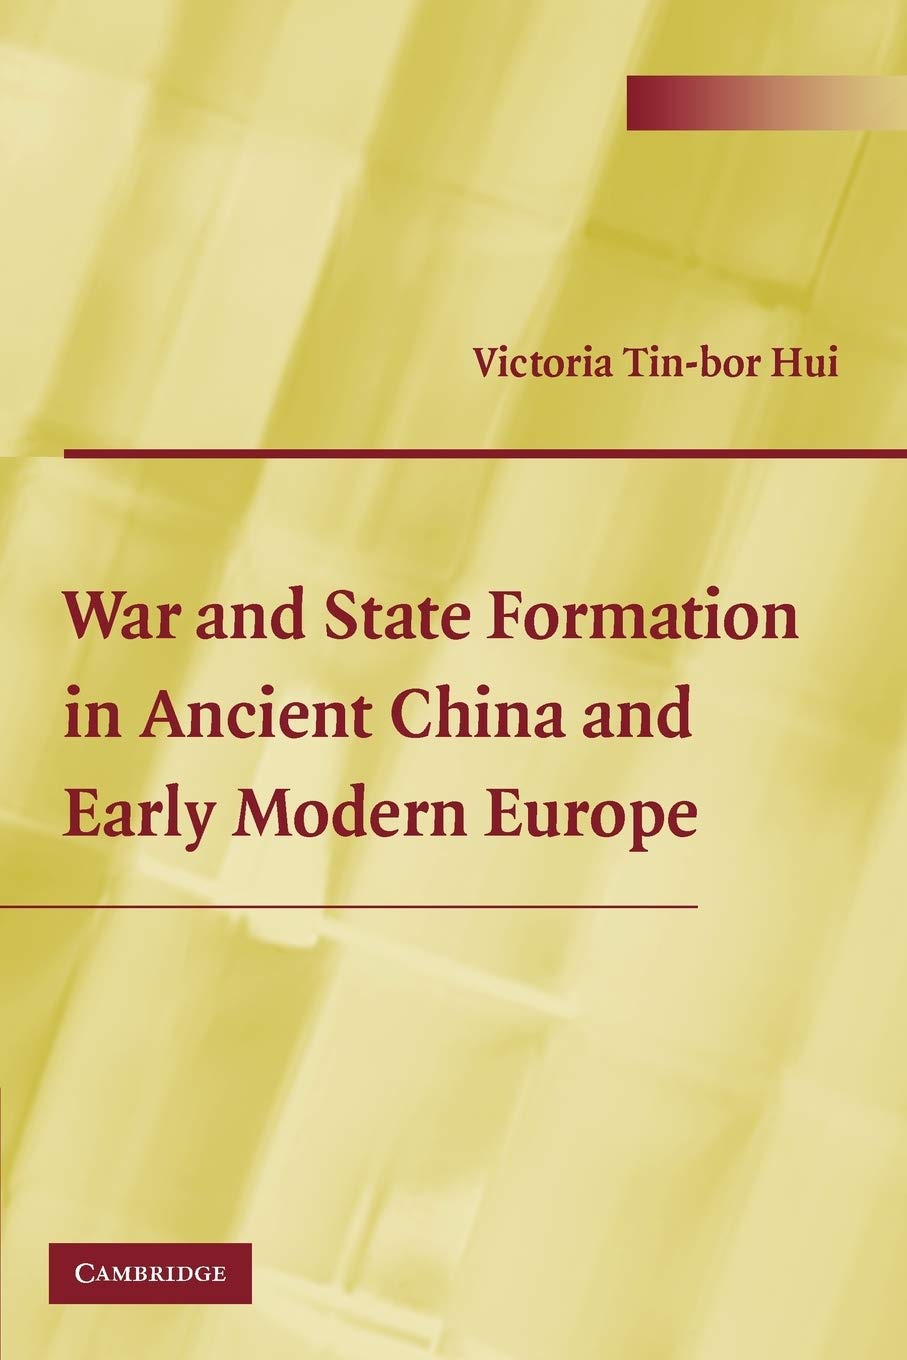 Victoria Tin-bor Hui
War and State Formation
in Ancient China and
Early Modern Europe
CAMBRIDGE